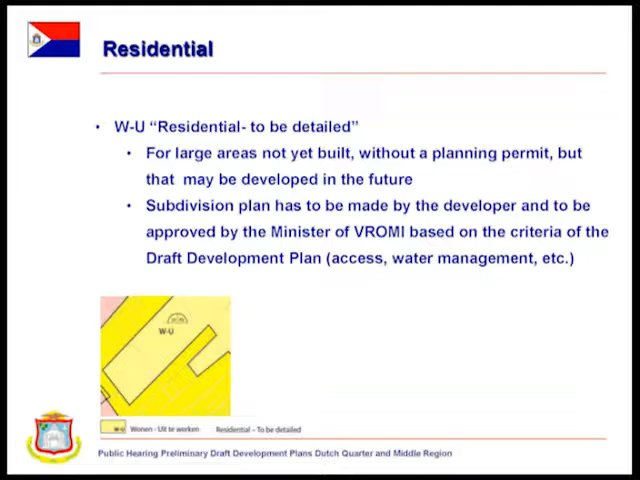 Residential
• W-U “Residential- to be detailed”
• For large areas not yet built, without a planning permit, but
that may be developed in the future
• Subdivision plan has to be made by the developer and to be
approved by the Minister of VROMI based on the criteria of the
Draft Development Plan (access, water management, etc.)
W-U
W-U Wonen - Uit te werken Residential – To be detailed
Public Hearing Preliminary Draft Development Plans Dutch Quarter and Middle Region